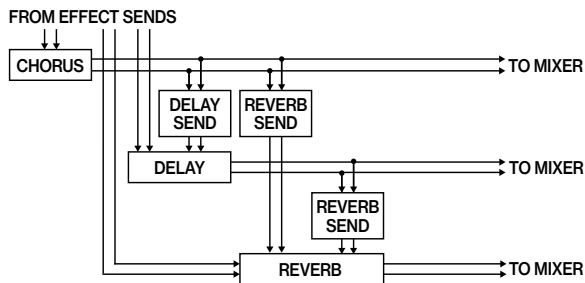 FROM EFFECT SENDS
CHORUS
TO MIXER
DELAY
SEND
REVERB
SEND
DELAY
TO MIXER
REVERB
SEND
REVERB
TO MIXER